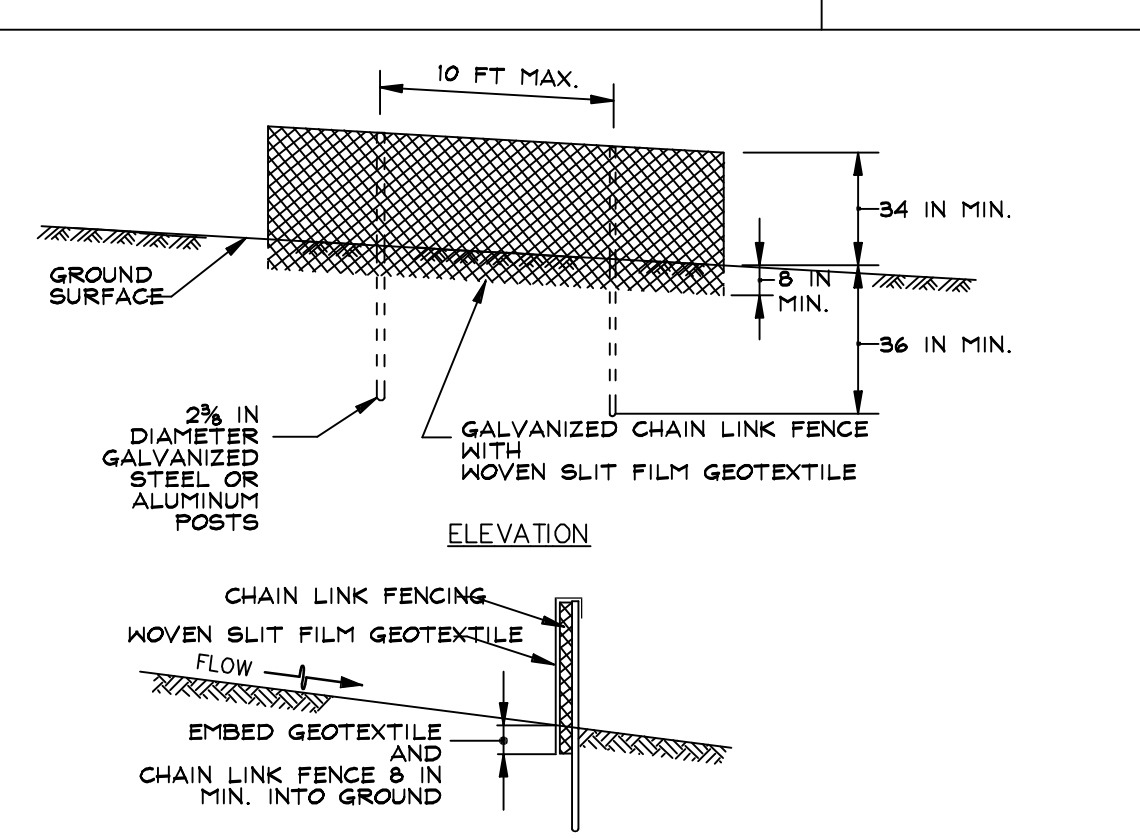 10 FT MAX.
34 IN MIN.
GROUND
SURFACE
8 IN
MIN.
36 IN MIN.
2⅜ IN
DIAMETER
GALVANIZED
STEEL OR
ALUMINUM
POSTS
GALVANIZED CHAIN LINK FENCE
WITH
WOVEN SLIT FILM GEOTEXTILE
ELEVATION
CHAIN LINK FENCING
WOVEN SLIT FILM GEOTEXTILE
FLOW
EMBED GEOTEXTILE
AND
CHAIN LINK FENCE 8 IN
MIN. INTO GROUND